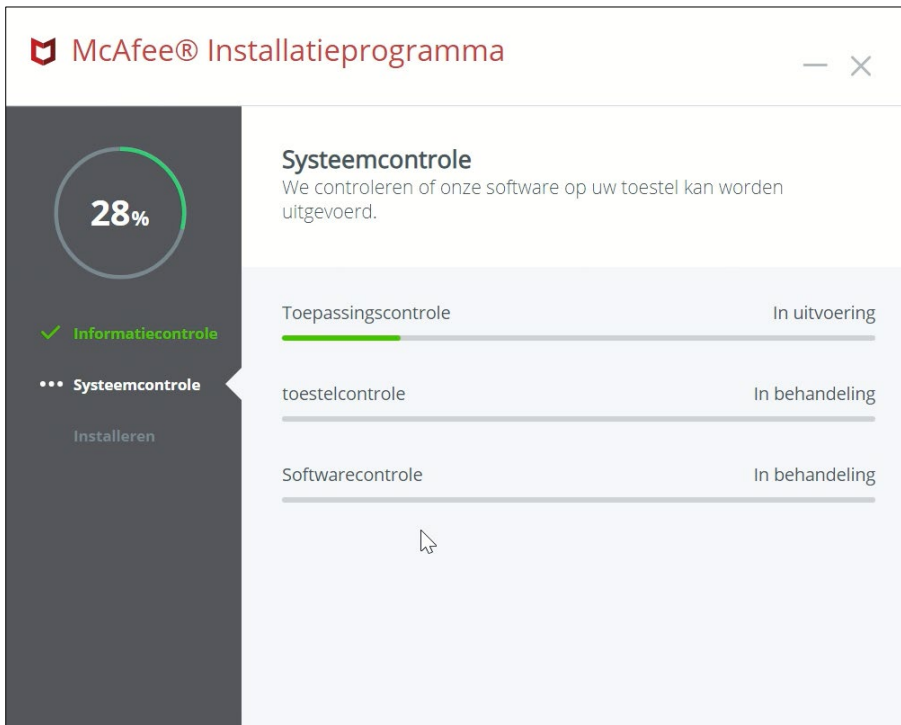 McAfee® Installatieprogramma
28%
Informatiecontrole
Systeemcontrole
Installeren
Systeemcontrole
We controleren of onze software op uw toestel kan worden
uitgevoerd.
Toepassingscontrole In uitvoering
toestelcontrole In behandeling
Softwarecontrole In behandeling